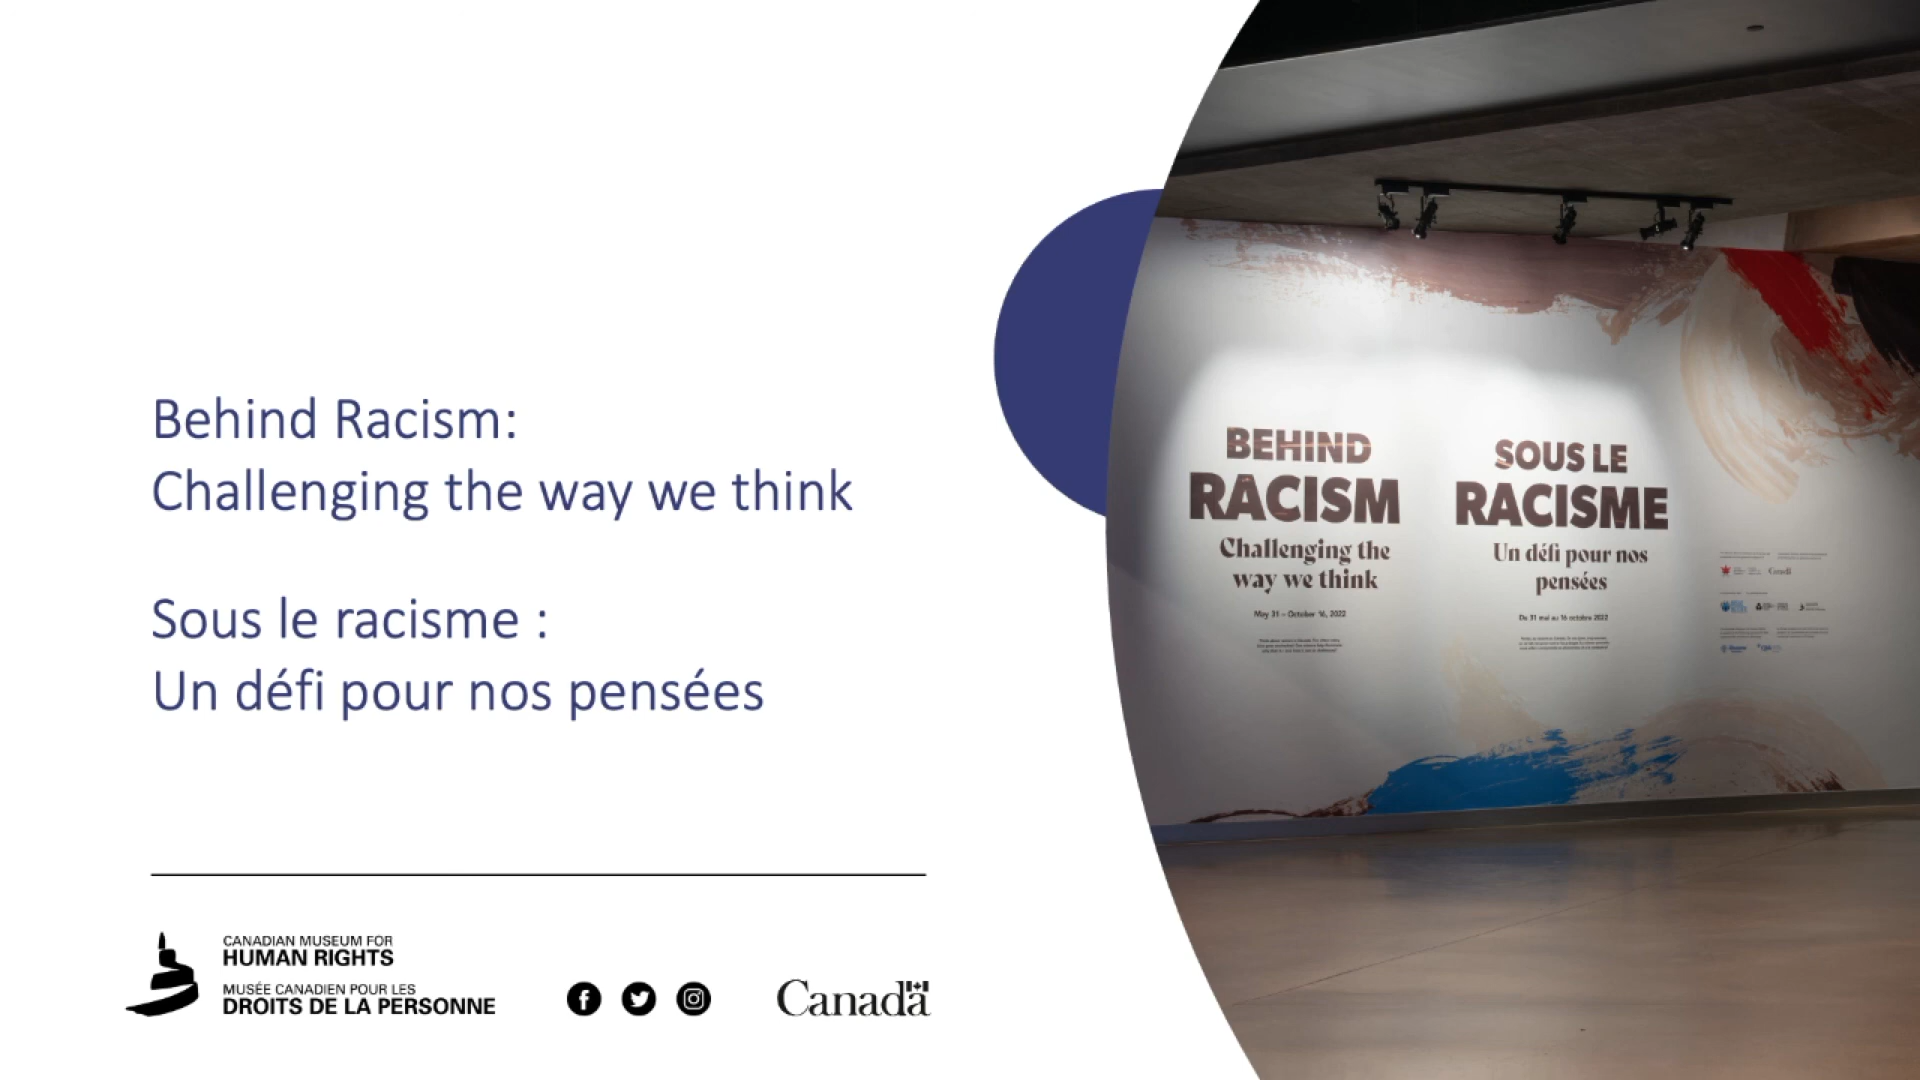 Behind Racism:
Challenging the way we think
Sous le racisme :
Un défi pour nos pensées
CANADIAN MUSEUM FOR
HUMAN RIGHTS
MUSÉE CANADIEN POUR LES
DROITS DE LA PERSONNE
Canada
BEHIND
RACISM
Challenging the
way we think
May 31 – October 16, 2022
SOUS LE
RACISME
Un défi pour nos
pensées
Du 31 mai au 16 octobre 2022
Canada